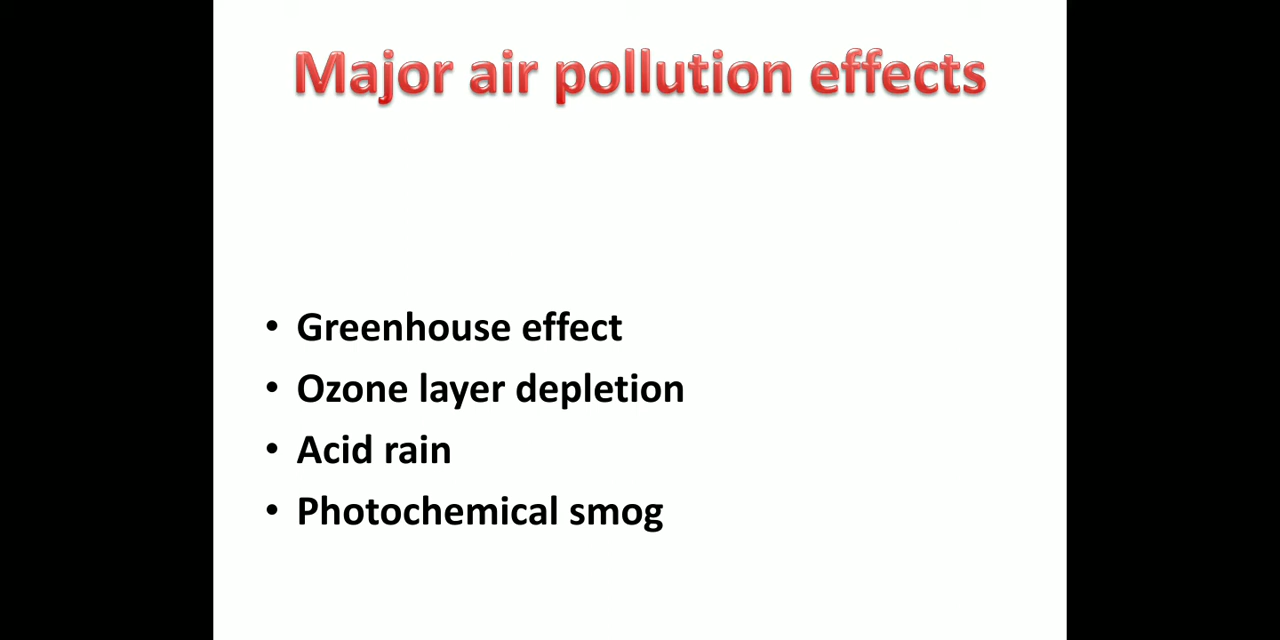 Major air pollution effects
• Greenhouse effect
• Ozone layer depletion
• Acid rain
• Photochemical smog